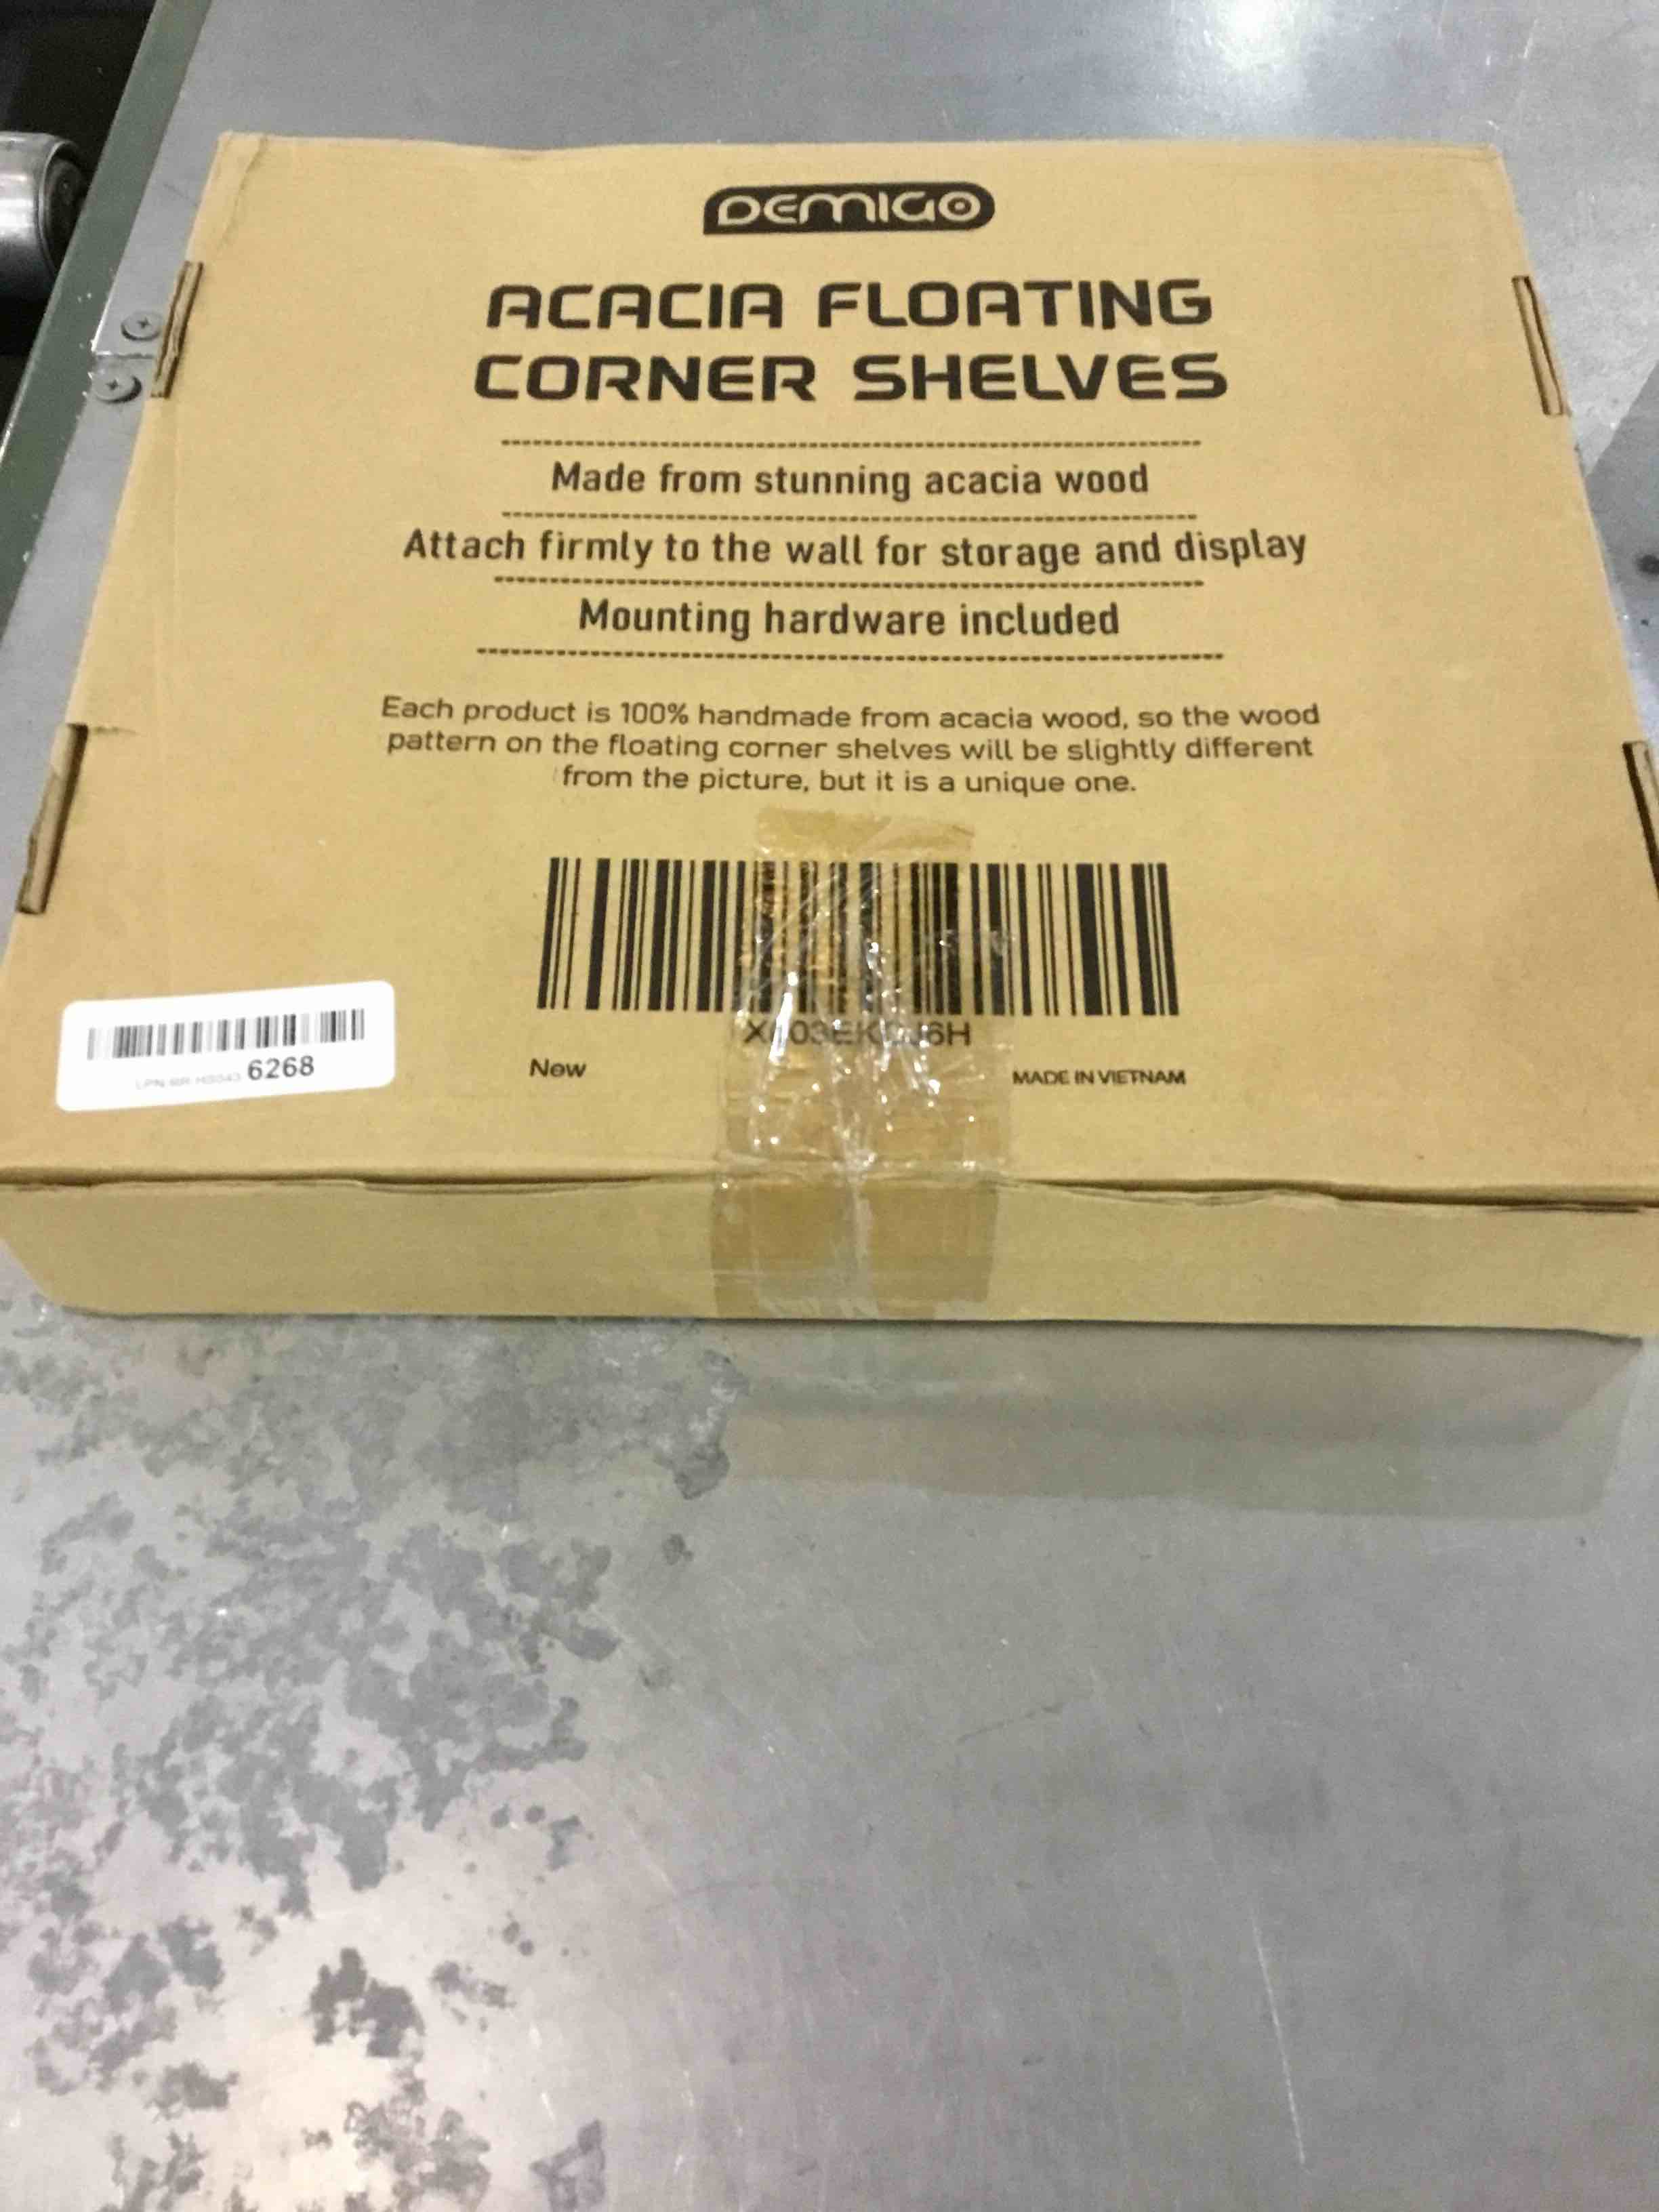 DEMIGO
ACACIA FLOATING
CORNER SHELVES
Made from stunning acacia wood
Attach firmly to the wall for storage and display
Mounting hardware included
Each product is 100% handmade from acacia wood, so the wood
pattern on the floating corner shelves will be slightly different
from the picture, but it is a unique one.
New
MADE IN VIETNAM
6268